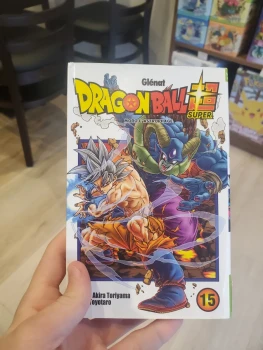 Glénat
DRAGON BALL
SUPER
Akira Toriyama
Toyotaro
15